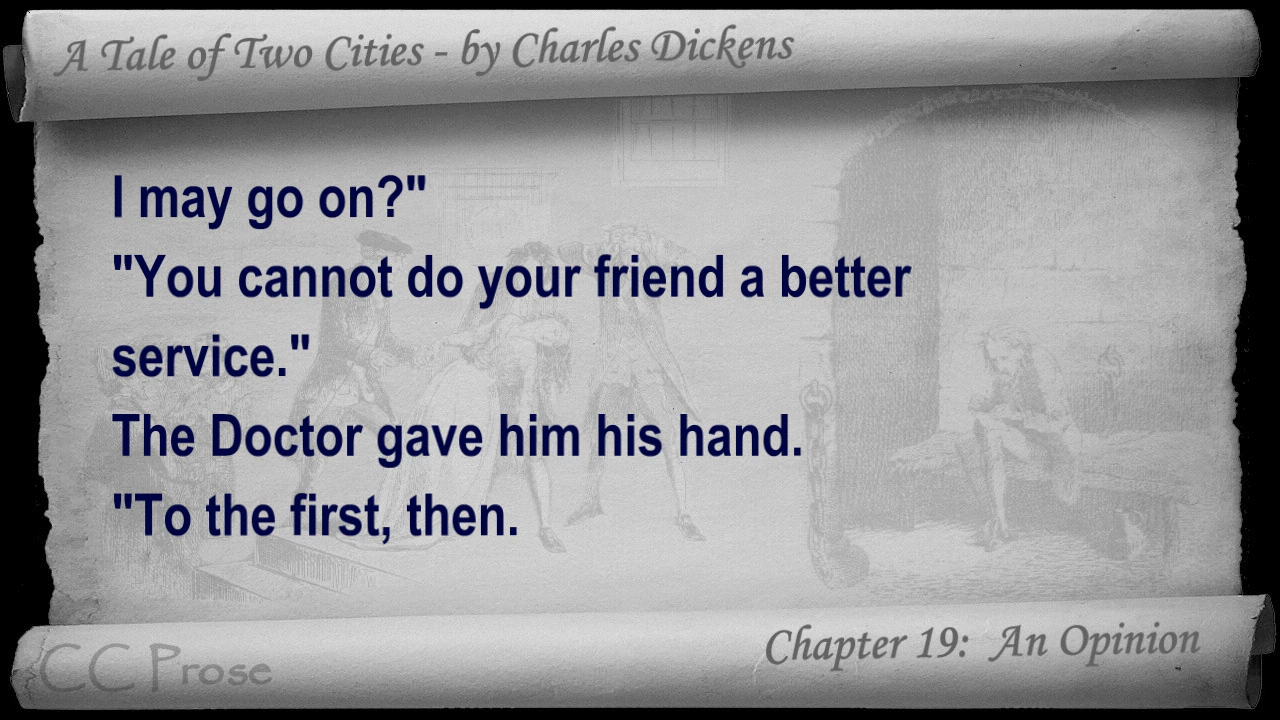 A Tale of Two Cities - by Charles Dickens
I may go on?"
"You cannot do your friend a better
service."
The Doctor gave him his hand.
"To the first, then.
Chapter 19: An Opinion
CC Prose